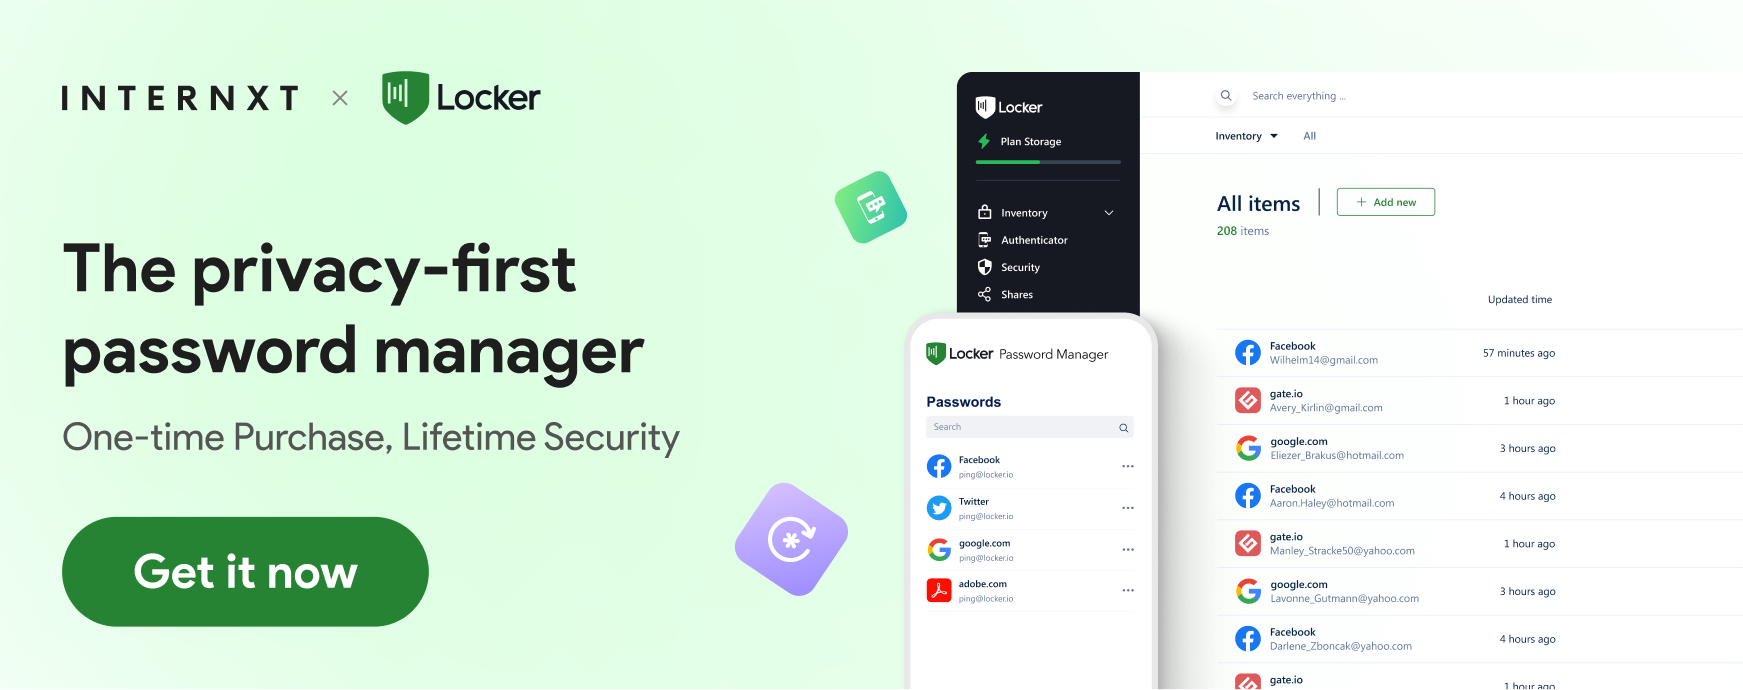 INTERNXT × Locker
The privacy-first
password manager
One-time Purchase, Lifetime Security
Get it now
Locker
Plan Storage
Inventory
Authenticator
Security
Shares
Locker Password Manager
Passwords
Search
Facebook
ping@locker.io
Twitter
ping@locker.io
google.com
ping@locker.io
adobe.com
ping@locker.io
Search everything ...
Inventory All
All items
+ Add new
208 items
Updated time
Facebook
Wilhelm14@gmail.com
57 minutes ago
gate.io
Avery_Kirlin@gmail.com
1 hour ago
google.com
Eliezer_Brakus@hotmail.com
3 hours ago
Facebook
Aaron.Haley@hotmail.com
4 hours ago
gate.io
Manley_Stracke50@yahoo.com
1 hour ago
google.com
Lavonne_Gutmann@yahoo.com
3 hours ago
Facebook
Darlene_Zboncak@yahoo.com
4 hours ago
gate.io
1 hour ago